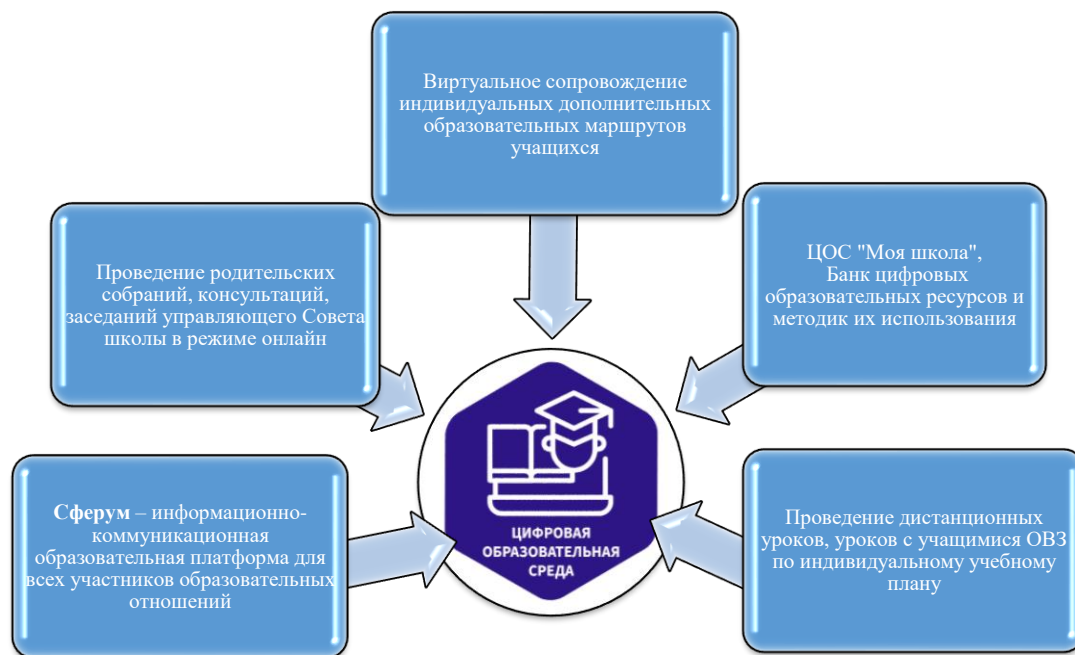 Виртуальное сопровождение
индивидуальных дополнительных
образовательных маршрутов
учащихся
Проведение родительских
собраний, консультаций,
заседаний управляющего Совета
школы в режиме онлайн
ЦОС "Моя школа",
Банк цифровых
образовательных ресурсов и
методик их использования
Сферум – информационно-
коммуникационная
образовательная платформа для
всех участников образовательных
отношений
ЦИФРОВАЯ
ОБРАЗОВАТЕЛЬНАЯ
СРЕДА
Проведение дистанционных
уроков, уроков с учащимися ОВЗ
по индивидуальному учебному
плану